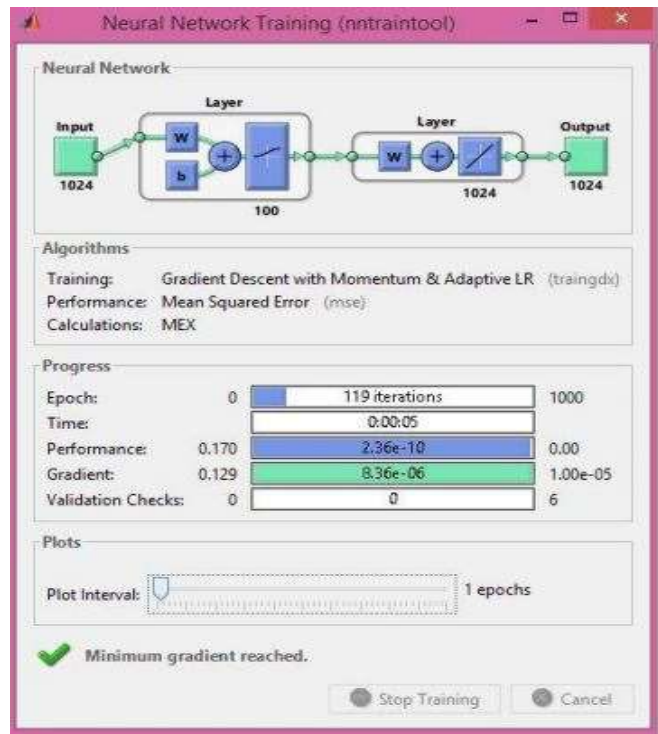 Neural Network Training (nntraintool)
Neural Network
Layer
Layer
Input
Output
W
b
W
1024
100
1024
1024
Algorithms
Training: Gradient Descent with Momentum & Adaptive LR (traingdx)
Performance: Mean Squared Error (mse)
Calculations: MEX
Progress
Epoch: 0 119 iterations 1000
Time: 0:00:05
Performance: 0.170 2.36e-10 0.00
Gradient: 0.129 8.36e-06 1.00e-05
Validation Checks: 0 0 6
Plots
Plot Interval: 1 epochs
Minimum gradient reached.
Stop Training Cancel